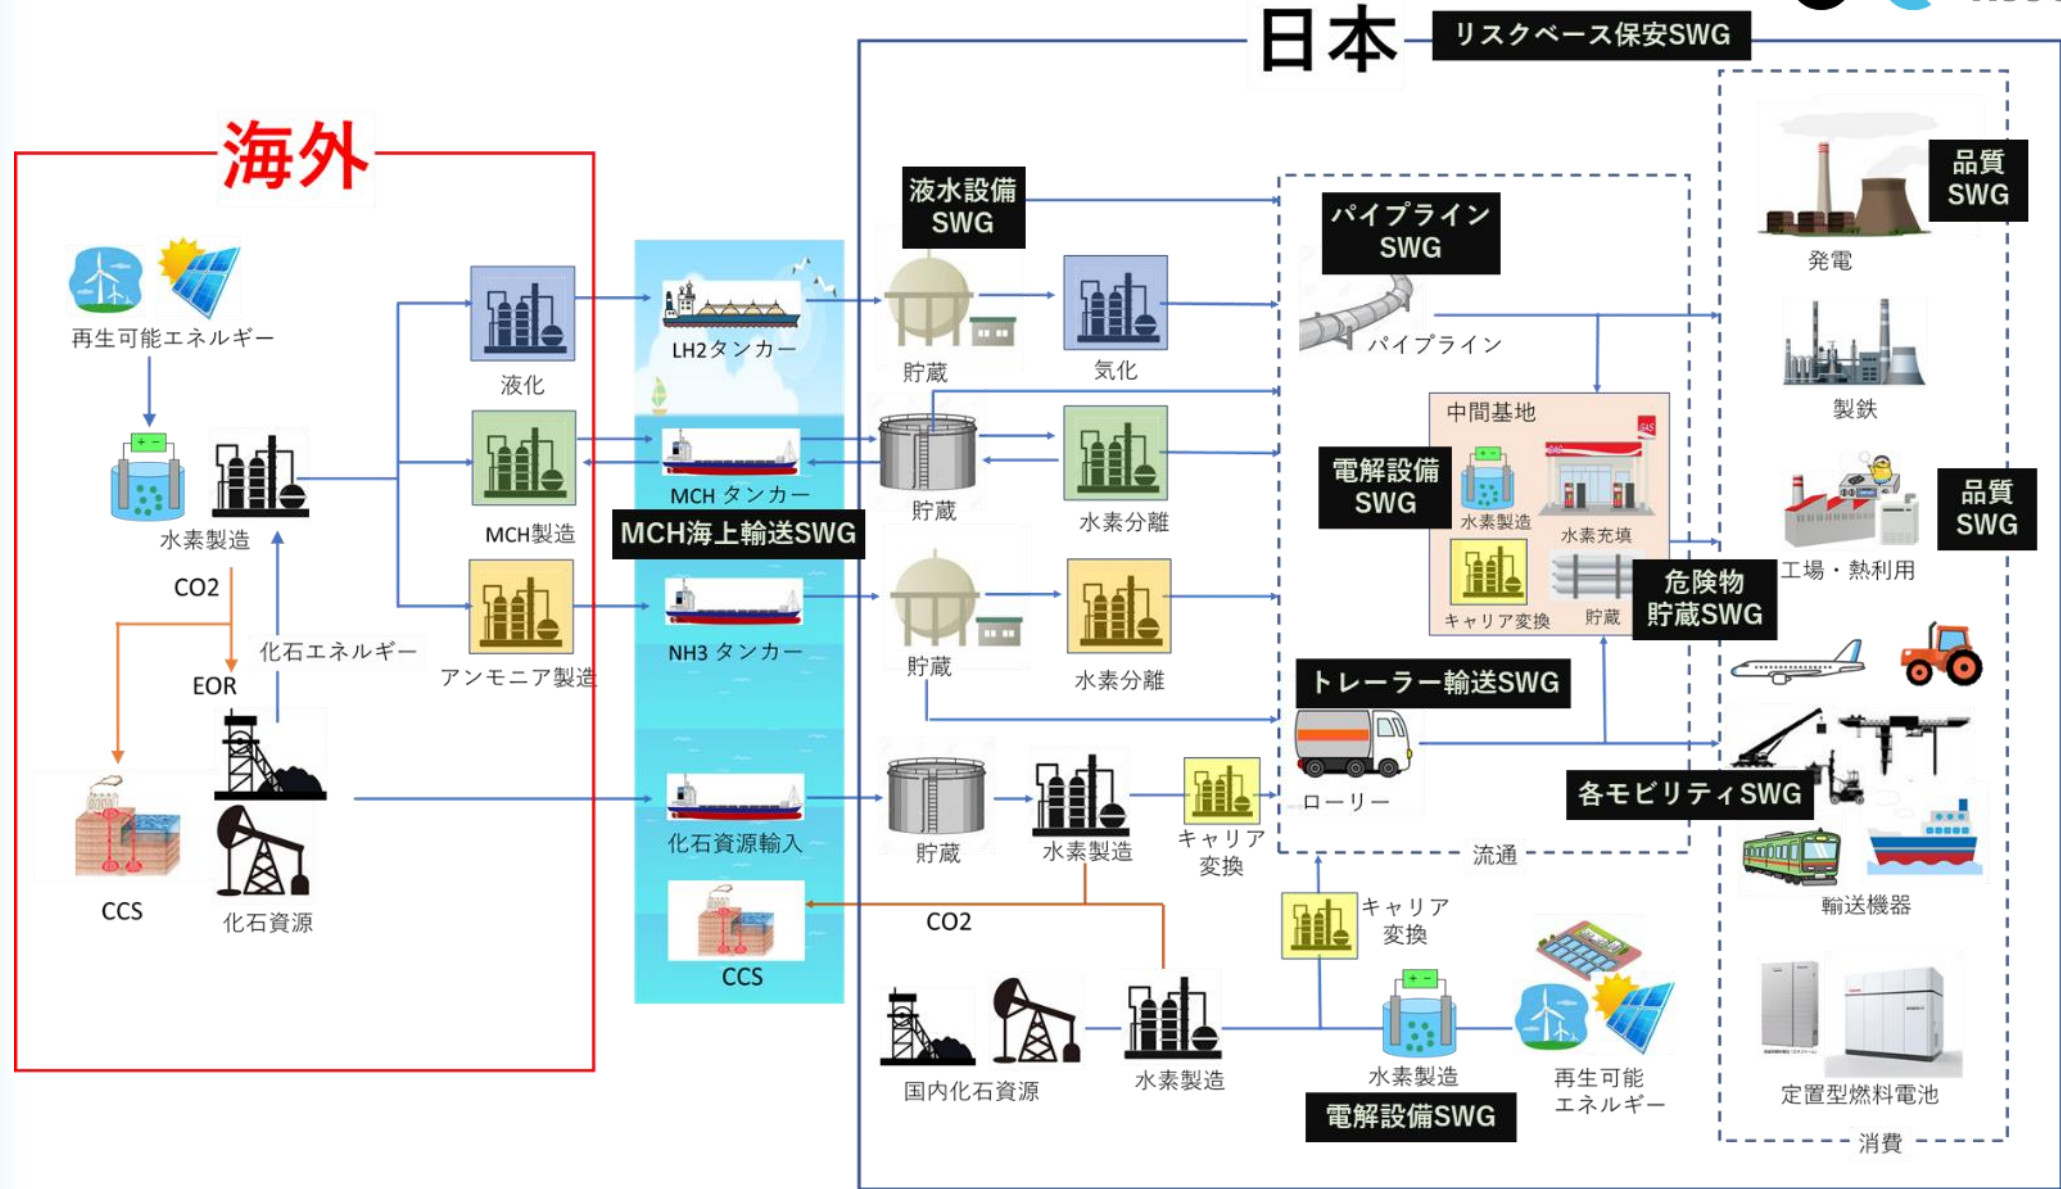 日本
リスクベース保安SWG
海外
再生可能エネルギー
水素製造
CO2
EOR
化石エネルギー
CCS
化石資源
液化
MCH製造
アンモニア製造
LH2タンカー
MCH タンカー
MCH海上輸送SWG
NH3 タンカー
化石資源輸入
CCS
液水設備
SWG
貯蔵
気化
貯蔵
水素分離
貯蔵
水素分離
貯蔵
水素製造
キャリア
変換
CO2
国内化石資源
水素製造
キャリア
変換
水素製造
電解設備SWG
再生可能
エネルギー
パイプライン
SWG
パイプライン
中間基地
電解設備
SWG
水素製造
GAS
水素充填
キャリア変換
貯蔵
危険物
貯蔵SWG
トレーラー輸送SWG
ローリー
各モビリティSWG
流通
品質
SWG
発電
製鉄
品質
SWG
工場・熱利用
輸送機器
定置型燃料電池
消費